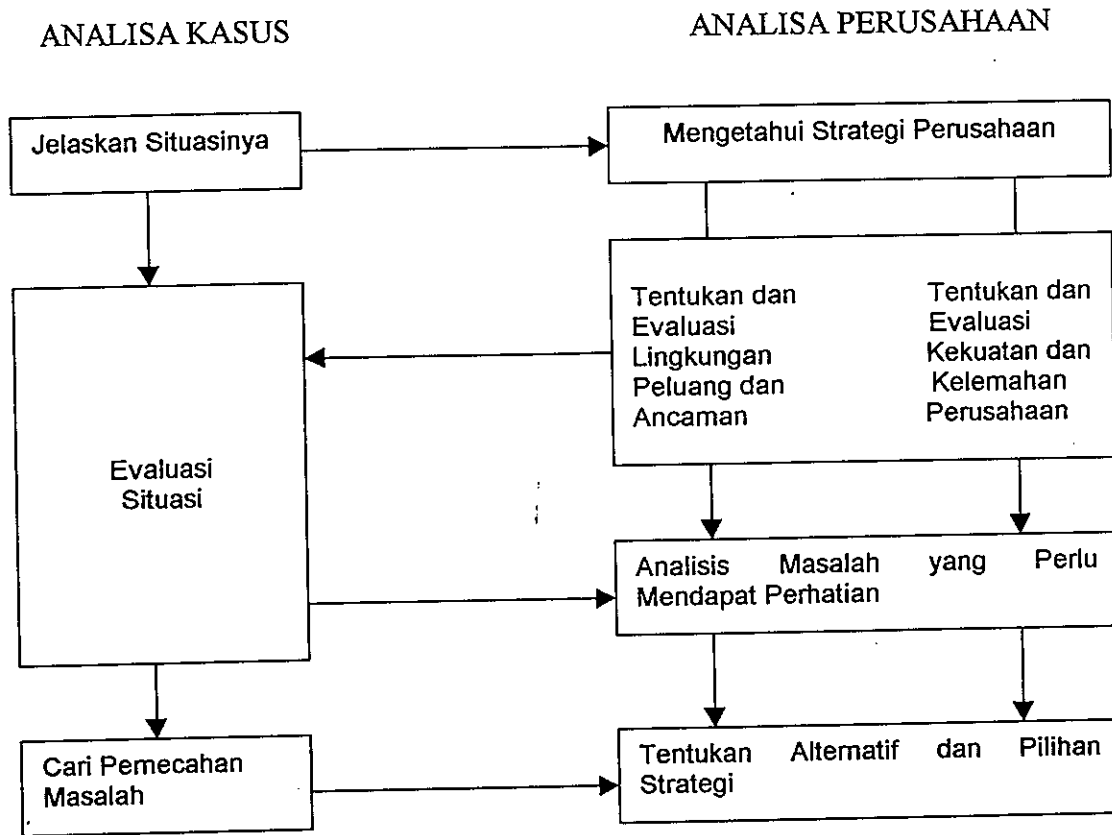 ANALISA KASUS
ANALISA PERUSAHAAN
Jelaskan Situasinya
Mengetahui Strategi Perusahaan
Tentukan dan
Evaluasi
Lingkungan
Peluang dan
Ancaman
Tentukan dan
Evaluasi
Kekuatan dan
Kelemahan
Perusahaan
Evaluasi
Situasi
Analisis Masalah yang Perlu
Mendapat Perhatian
Cari Pemecahan
Masalah
Tentukan Alternatif dan Pilihan
Strategi